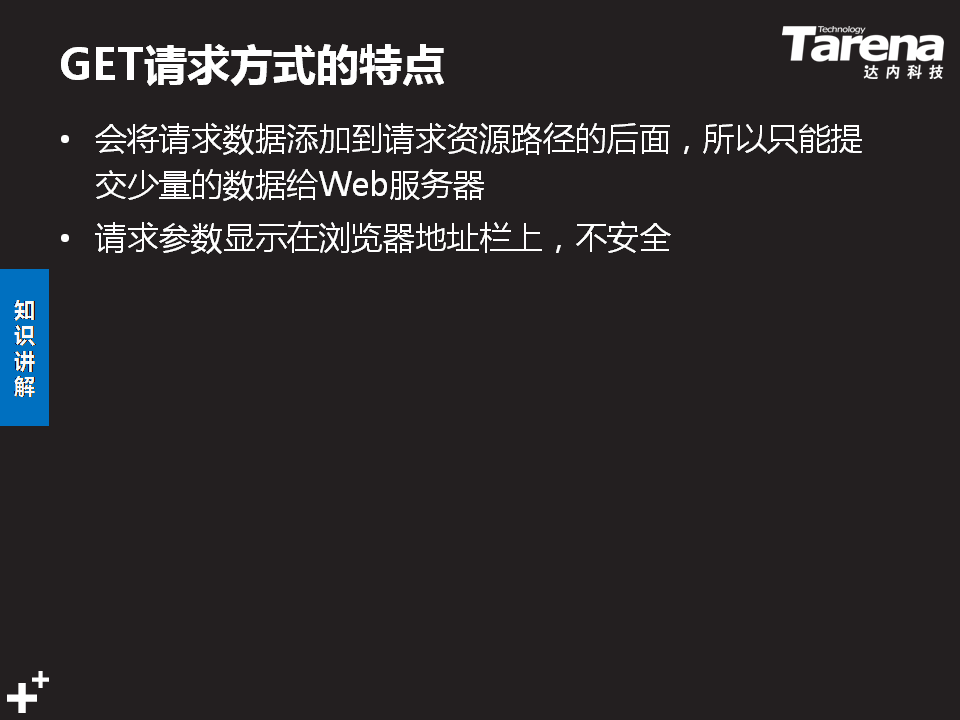 GET请求方式的特点
Technology
Tarena
达内科技
• 会将请求数据添加到请求资源路径的后面，所以只能提
交少量的数据给Web服务器
• 请求参数显示在浏览器地址栏上，不安全
知
识
讲
解